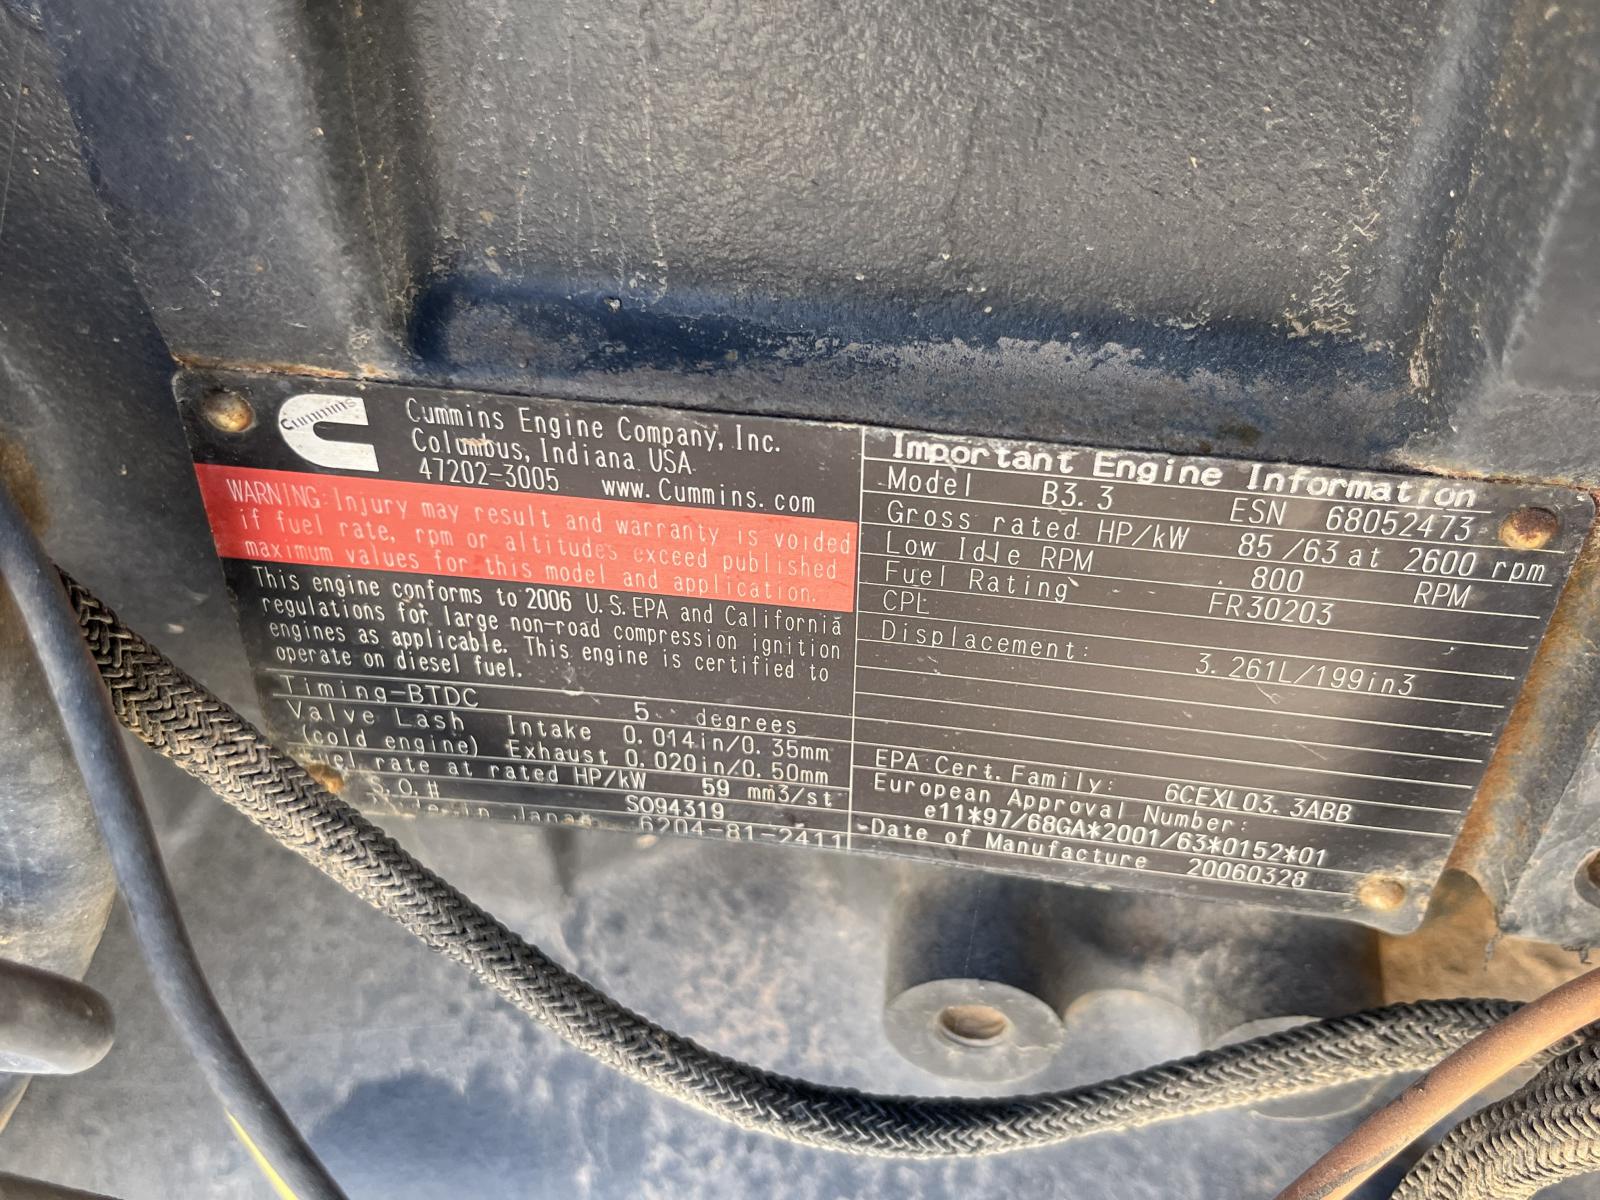 Cummins
Cummins Engine Company, Inc.
Columbus, Indiana USA
47202-3005 www.Cummins.com
WARNING: Injury may result and warranty is voided
if fuel rate, rpm or altitudes exceed published
maximum values for this model and application.
This engine conforms to 2006 U.S.EPA and California
regulations for large non-road compression ignition
engines as applicable. This engine is certified to
operate on diesel fuel.
Timing-BTDC 5 degrees
Valve Lash Intake 0.014in/0.35mm
(cold engine) Exhaust 0.020in/0.50mm
Fuel rate at rated HP/kW 59 mm3/st
S.O.# SO94319
Made in Japan 6204-81-2411
Important Engine Information
Model B3.3 ESN 68052473
Gross rated HP/kW 85/63 at 2600 rpm
Low Idle RPM 800 RPM
Fuel Rating FR30203
CPL
Displacement: 3.261L/199in3
EPA Cert. Family: 6CEXL03.3ABB
European Approval Number:
e11*97/68GA*2001/63*0152*01
Date of Manufacture 20060328